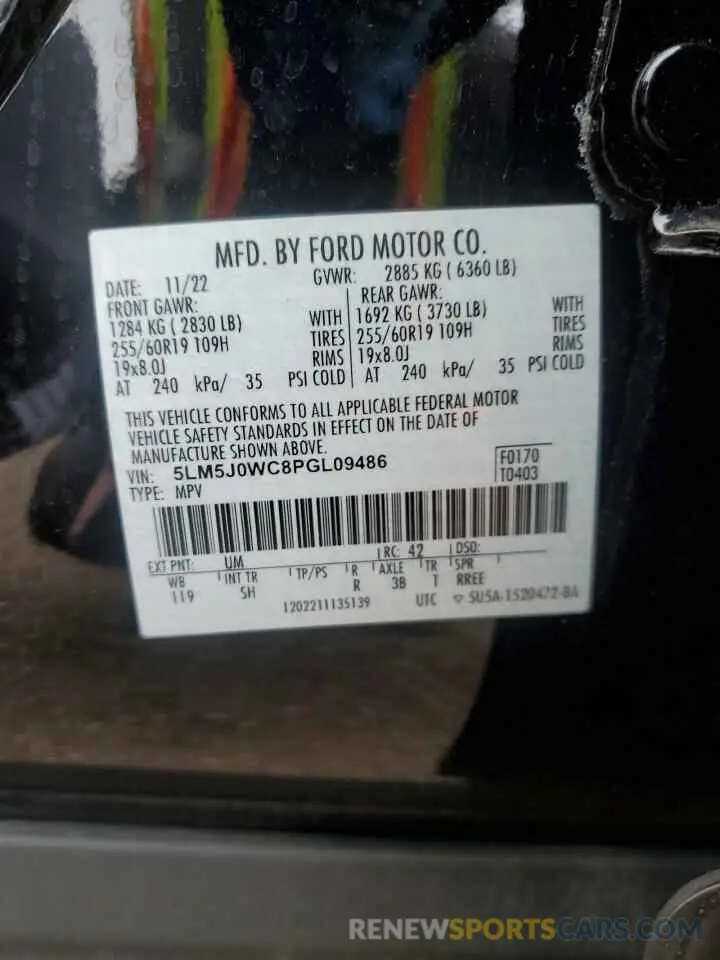 MFD. BY FORD MOTOR CO.
DATE: 11/22 GVWR: 2885 KG ( 6360 LB)
FRONT GAWR: REAR GAWR:
1284 KG ( 2830 LB) WITH 1692 KG ( 3730 LB) WITH
255/60R19 109H TIRES 255/60R19 109H TIRES
19x8.0J RIMS 19x8.0J RIMS
AT 240 kPa/ 35 PSI COLD AT 240 kPa/ 35 PSI COLD
THIS VEHICLE CONFORMS TO ALL APPLICABLE FEDERAL MOTOR
VEHICLE SAFETY STANDARDS IN EFFECT ON THE DATE OF
MANUFACTURE SHOWN ABOVE.
VIN: 5LM5J0WC8PGL09486 F0170
TYPE: MPV T0403
EXT PNT: UM RC: 42 DSO:
WB INT TR TP/PS R AXLE TR SPR
119 SH R 3B T RREE
1202211135139 UTC ▽ SU5A-1520472-BA
RENEWSPORTSCARS.COM